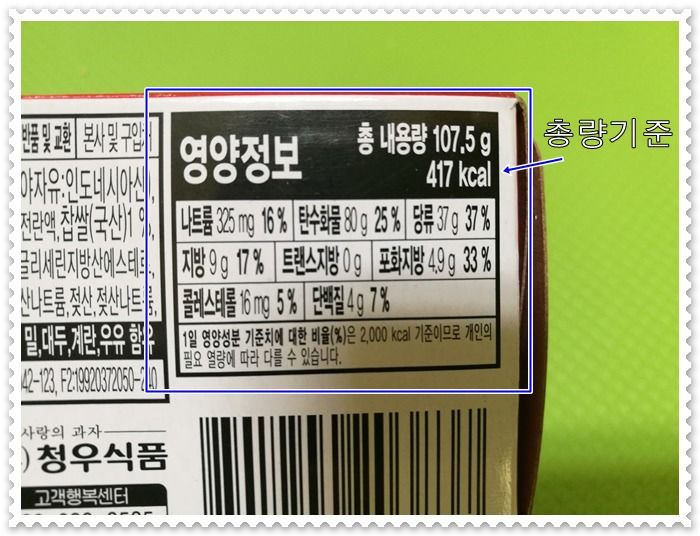 반품 및 교환 본사 및 구입처
영양정보 총 내용량 107.5 g
417 kcal
총량기준
나트륨 325 mg 16 % 탄수화물 80 g 25 % 당류 37 g 37 %
지방 9 g 17 % 트랜스지방 0 g 포화지방 4.9 g 33 %
콜레스테롤 16 mg 5 % 단백질 4 g 7 %
1일 영양성분 기준치에 대한 비율(%)은 2,000 kcal 기준이므로 개인의
필요 열량에 따라 다를 수 있습니다.
야자유:인도네시아산),
전란액,찹쌀(국산)1 %,
글리세린지방산에스테르,
산나트륨,젖산,젖산나트륨,
밀,대두,계란,우유 함유
42-123, F2:19920372050-240
사랑의 과자
청우식품
고객행복센터